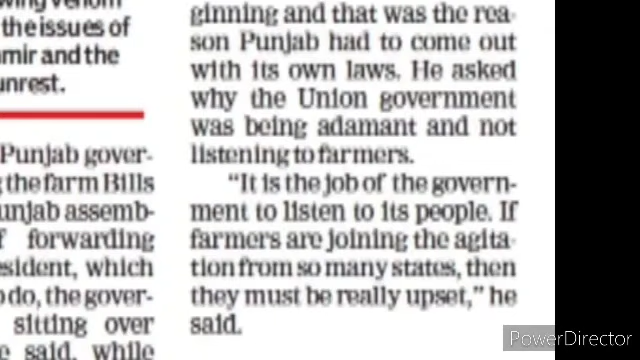 wing venom
the issues of
mir and the
unrest.
Punjab gover-
the farm Bills
unjab assemb-
forwarding
sident, which
do, the gover-
sitting over
said, while
ginning and that was the rea-
son Punjab had to come out
with its own laws. He asked
why the Union government
was being adamant and not
listening to farmers.
“It is the job of the govern-
ment to listen to its people. If
farmers are joining the agita-
tion from so many states, then
they must be really upset,” he
said.
PowerDirector